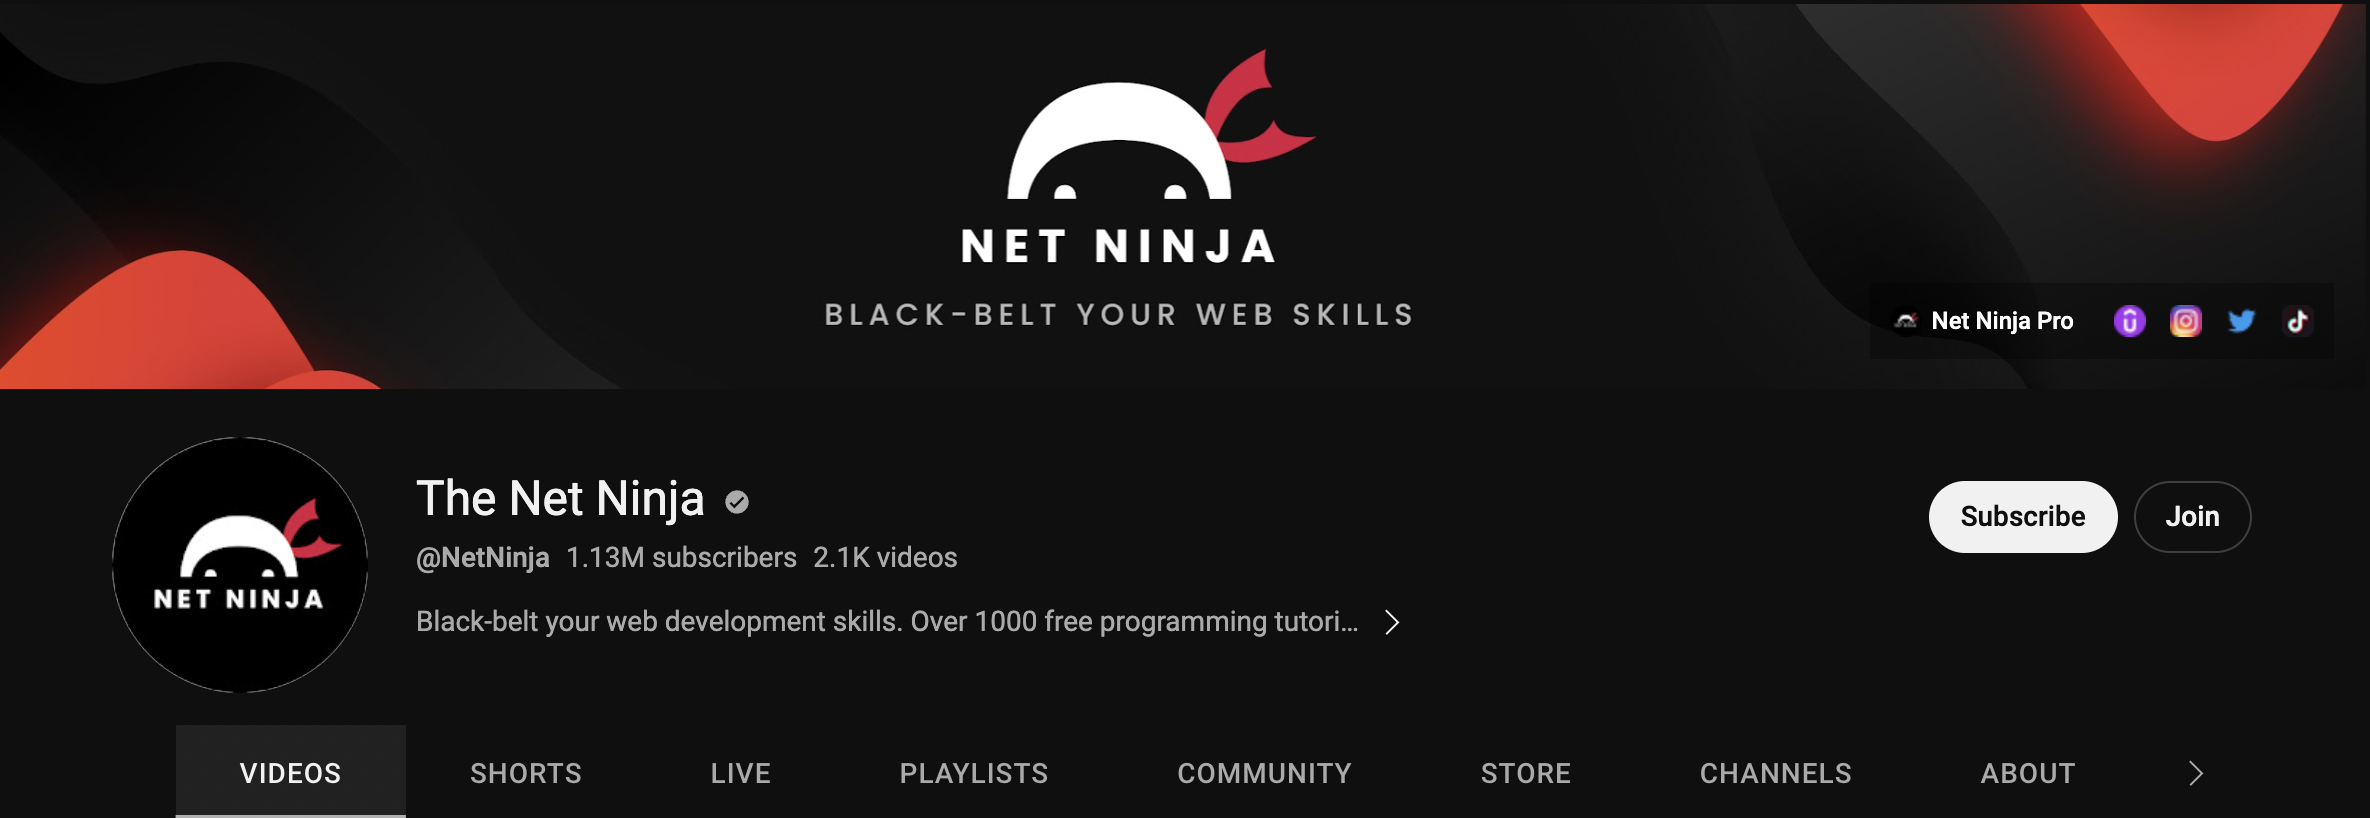 NET NINJA
BLACK-BELT YOUR WEB SKILLS
Net Ninja Pro
NET NINJA
The Net Ninja
@NetNinja 1.13M subscribers 2.1K videos
Black-belt your web development skills. Over 1000 free programming tutori...
Subscribe Join
VIDEOS SHORTS LIVE PLAYLISTS COMMUNITY STORE CHANNELS ABOUT